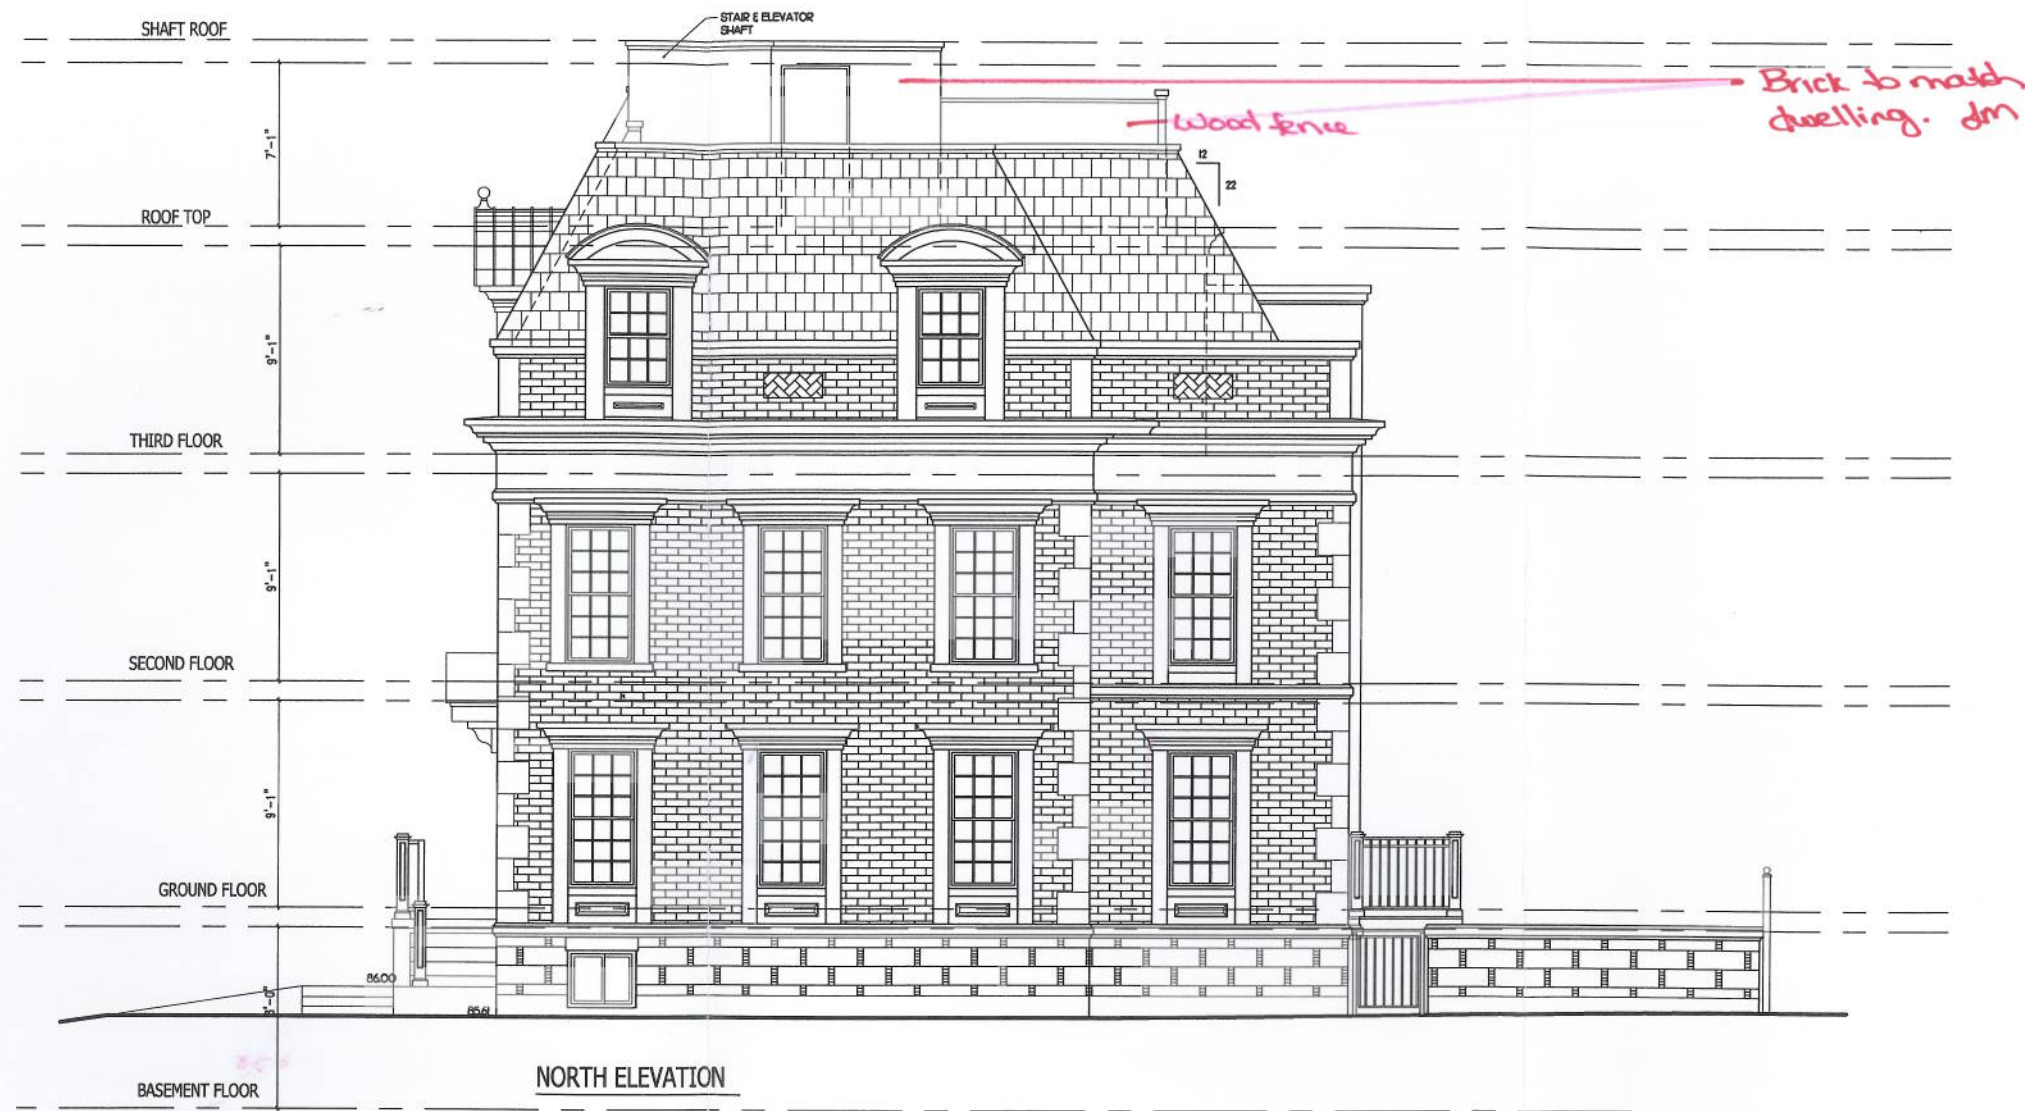 SHAFT ROOF
STAIR & ELEVATOR
SHAFT
Brick to match
dwelling. dm
Wood fence
7'-1"
12
22
ROOF TOP
9'-1"
THIRD FLOOR
9'-1"
SECOND FLOOR
9'-1"
GROUND FLOOR
86.00
8'-0"
85.61
NORTH ELEVATION
BASEMENT FLOOR